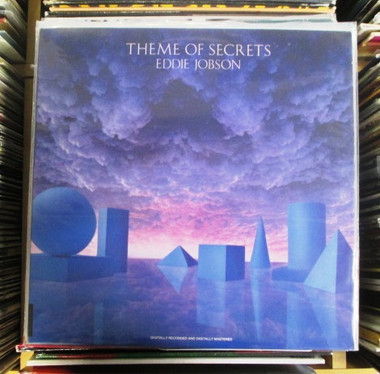 THEME OF SECRETS
EDDIE JOBSON
DIGITALLY RECORDED AND DIGITALLY MASTERED